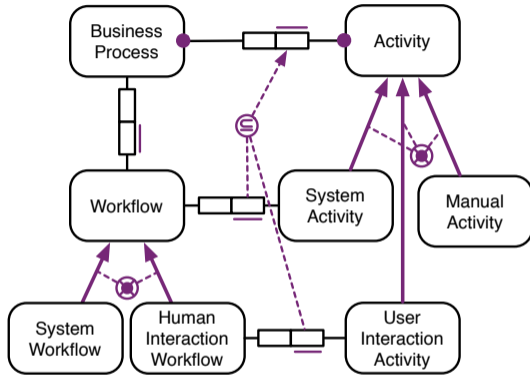 Business
Process
Activity
Workflow
System
Activity
Manual
Activity
System
Workflow
Human
Interaction
Workflow
User
Interaction
Activity